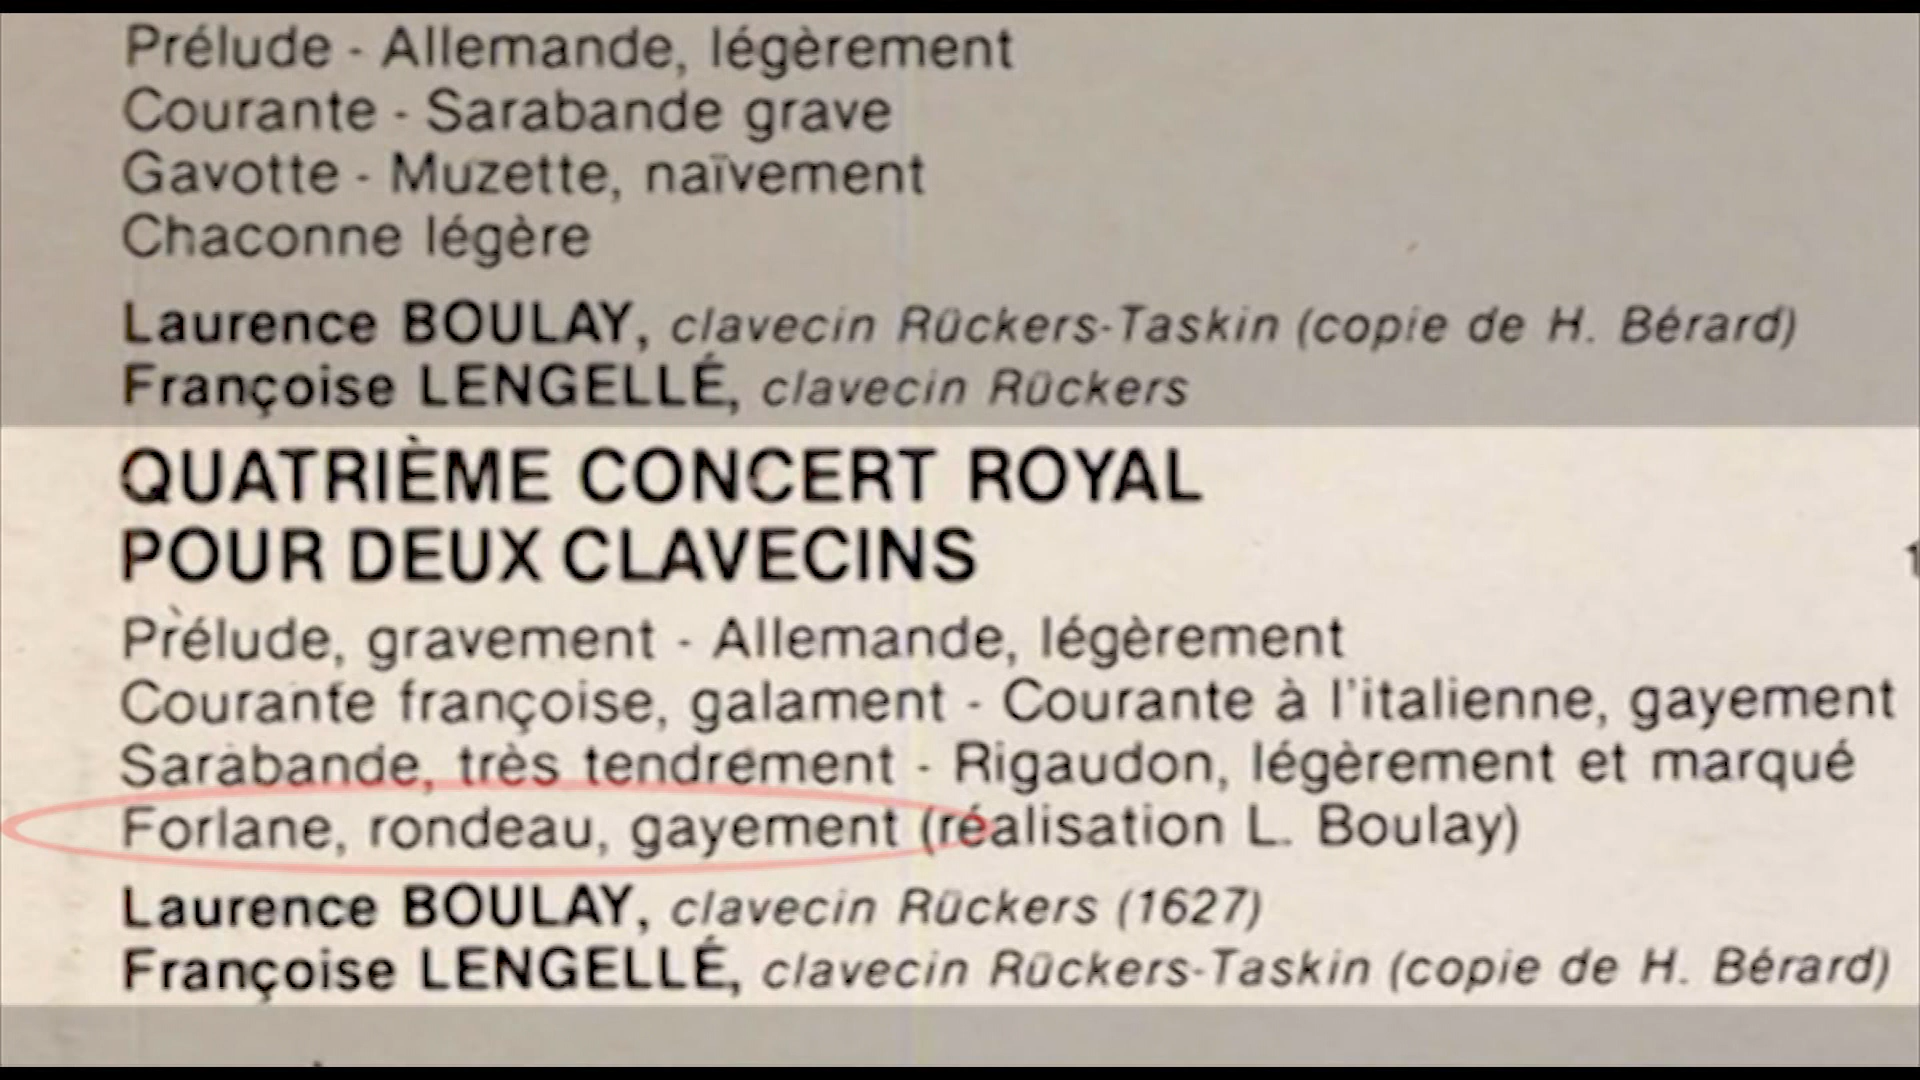 Prélude - Allemande, légèrement
Courante - Sarabande grave
Gavotte - Muzette, naïvement
Chaconne légère
Laurence BOULAY, clavecin Rückers-Taskin (copie de H. Bérard)
Françoise LENGELLÉ, clavecin Rückers
QUATRIÈME CONCERT ROYAL
POUR DEUX CLAVECINS
Prélude, gravement - Allemande, légèrement
Courante françoise, galament - Courante à l'italienne, gayement
Sarabande, très tendrement - Rigaudon, légèrement et marqué
Forlane, rondeau, gayement (réalisation L. Boulay)
Laurence BOULAY, clavecin Rückers (1627)
Françoise LENGELLÉ, clavecin Rückers-Taskin (copie de H. Bérard)